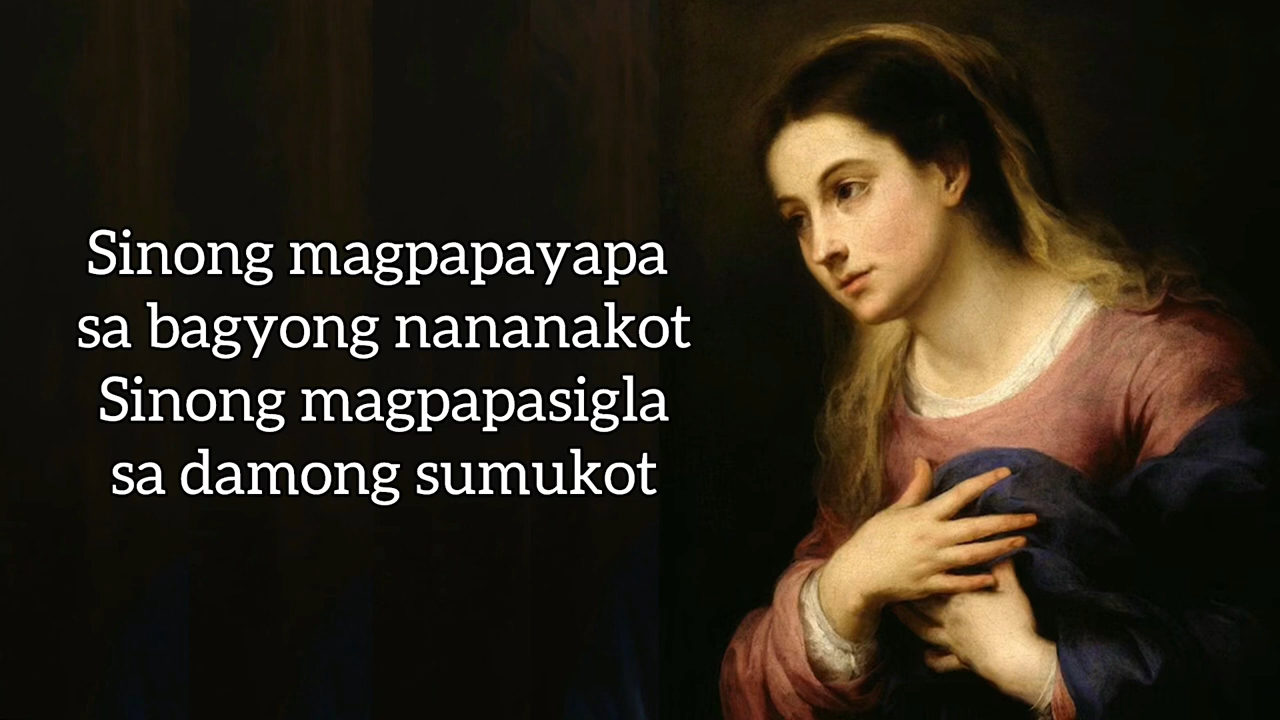 Sinong magpapayapa
sa bagyong nananakot
Sinong magpapasigla
sa damong sumukot